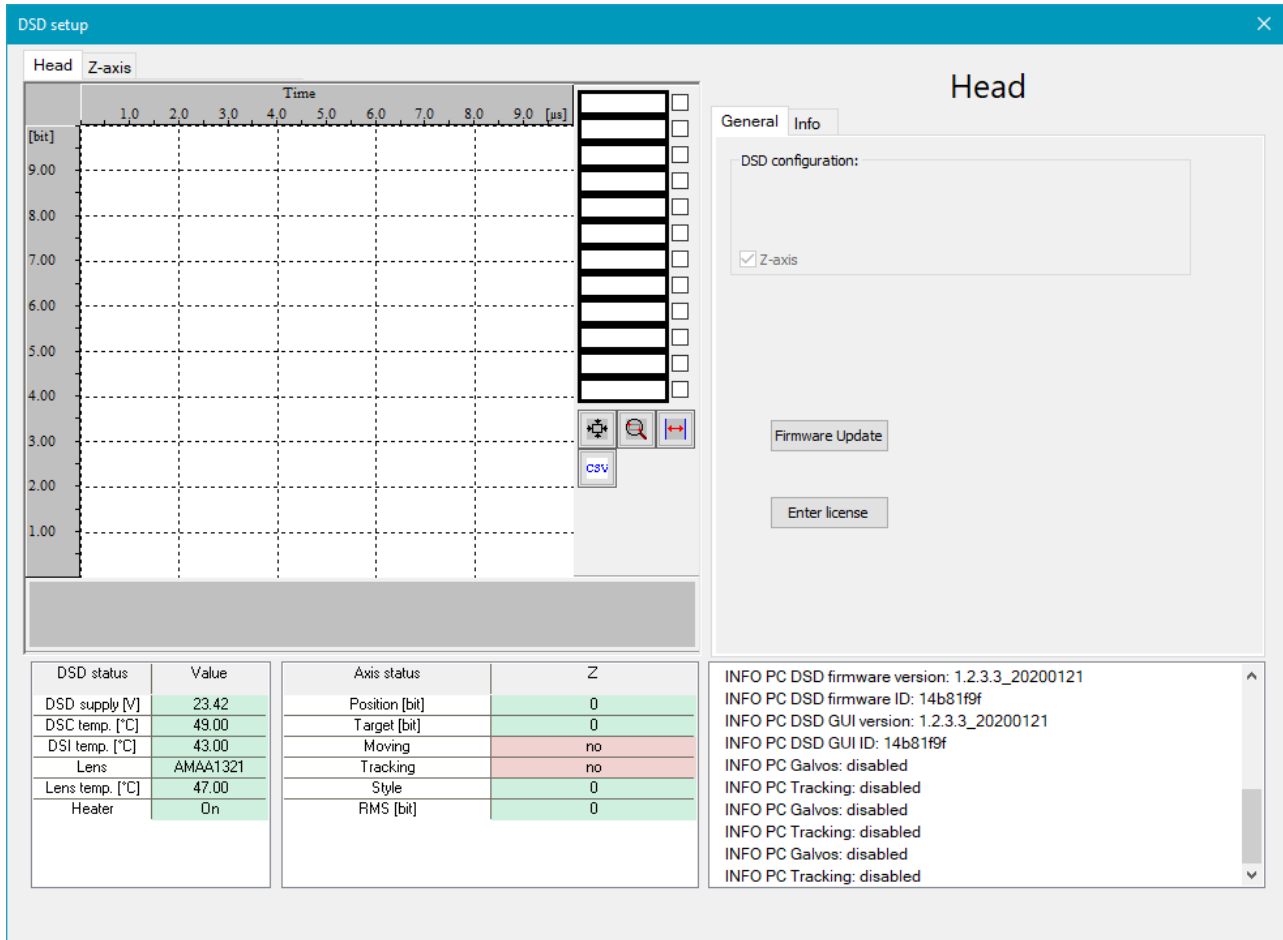 DSD setup
Head Z-axis
Time
1.0 2.0 3.0 4.0 5.0 6.0 7.0 8.0 9.0 [µs]
[bit]
9.00
8.00
7.00
6.00
5.00
4.00
3.00
2.00
1.00
csv
Head
General Info
DSD configuration:
Z-axis
Firmware Update
Enter license
DSD status Value
DSD supply [V] 23.42
DSC temp. [°C] 49.00
DSI temp. [°C] 43.00
Lens AMAA1321
Lens temp. [°C] 47.00
Heater On
Axis status Z
Position [bit] 0
Target [bit] 0
Moving no
Tracking no
Style 0
RMS [bit] 0
INFO PC DSD firmware version: 1.2.3.3_20200121
INFO PC DSD firmware ID: 14b81f9f
INFO PC DSD GUI version: 1.2.3.3_20200121
INFO PC DSD GUI ID: 14b81f9f
INFO PC Galvos: disabled
INFO PC Tracking: disabled
INFO PC Galvos: disabled
INFO PC Tracking: disabled
INFO PC Galvos: disabled
INFO PC Tracking: disabled